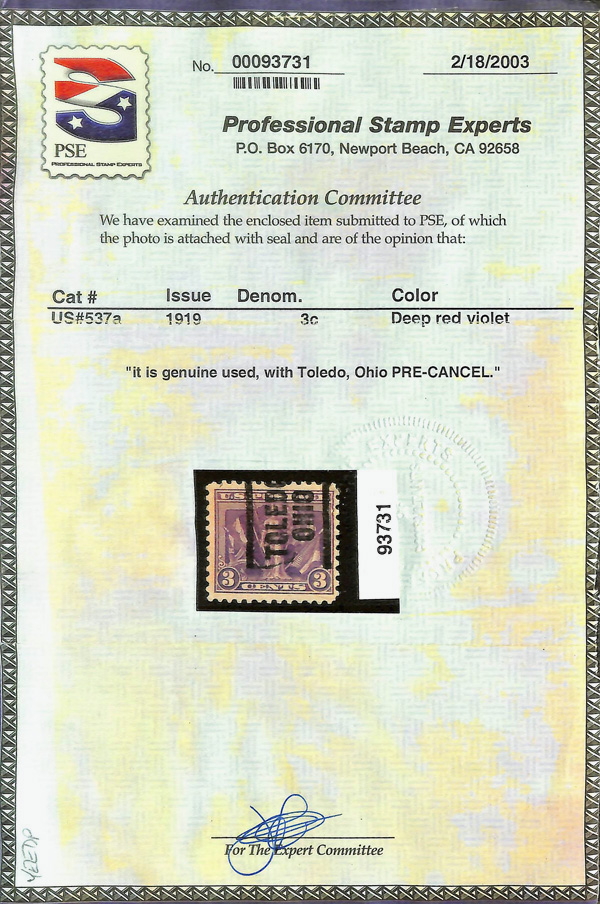 No. 00093731 2/18/2003
PSE
PROFESSIONAL STAMP EXPERTS
Professional Stamp Experts
P.O. Box 6170, Newport Beach, CA 92658
Authentication Committee
We have examined the enclosed item submitted to PSE, of which
the photo is attached with seal and are of the opinion that:
Cat # Issue Denom. Color
US#537a 1919 3c Deep red violet
"it is genuine used, with Toledo, Ohio PRE-CANCEL."
EXPERTS
TOLEDO
OHIO
93731
3 CENTS 3
For The Expert Committee